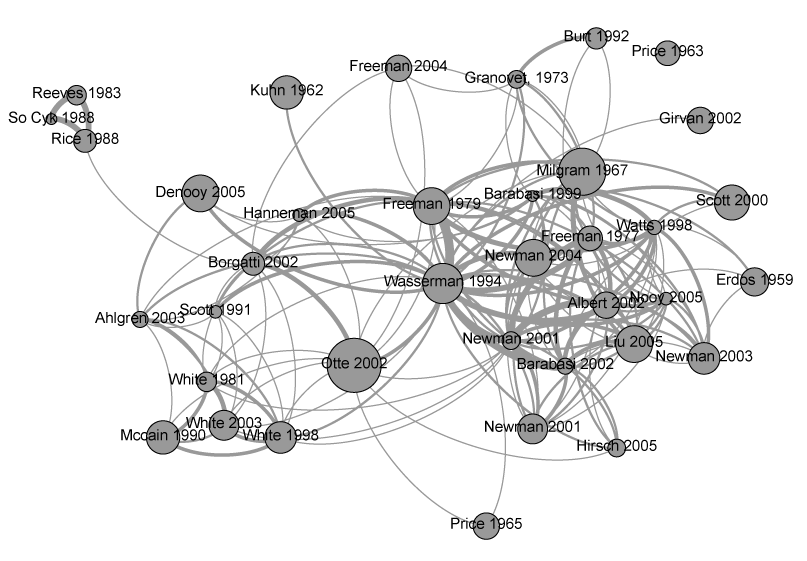 Burt 1992
Price 1963
Freeman 2004
Granovet, 1973
Kuhn 1962
Reeves 1983
So Cyk 1988
Rice 1988
Girvan 2002
Milgram 1967
Denooy 2005
Barabasi 1999
Scott 2000
Freeman 1979
Hanneman 2005
Watts 1998
Freeman 1977
Newman 2004
Borgatti 2002
Wasserman 1994
Erdos 1959
Nooy 2005
Albert 2002
Scott 1991
Ahlgren 2003
Newman 2001
Liu 2005
Newman 2003
Otte 2002
Barabasi 2002
White 1981
White 2003
Newman 2001
Mccain 1990
White 1998
Hirsch 2005
Price 1965